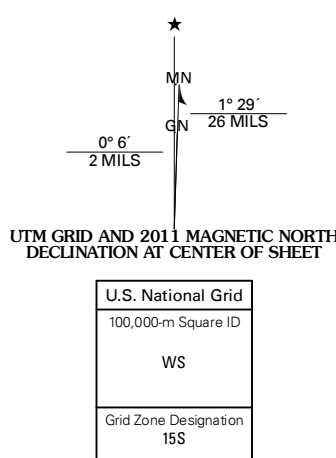 ★
MN
GN
1° 29´
26 MILS
0° 6´
2 MILS
UTM GRID AND 2011 MAGNETIC NORTH
DECLINATION AT CENTER OF SHEET
U.S. National Grid
100,000-m Square ID
WS
Grid Zone Designation
15S